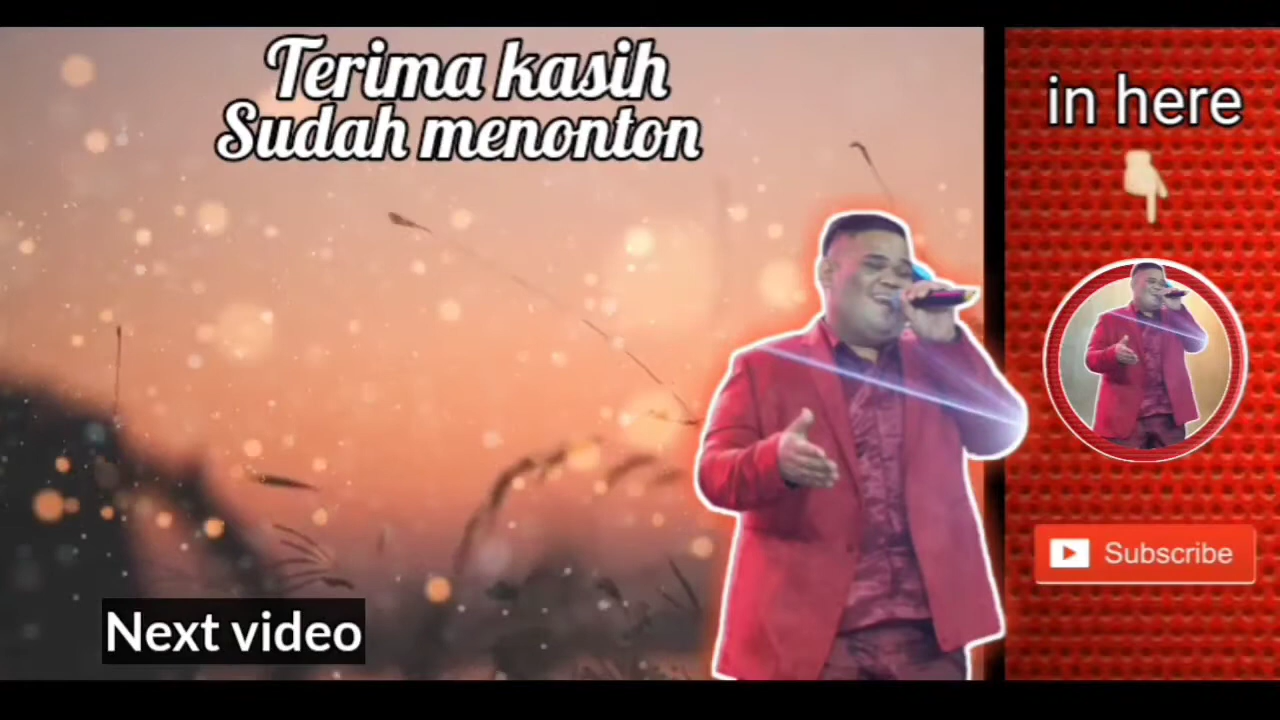 Terima kasih
Sudah menonton
in here
Subscribe
Next video